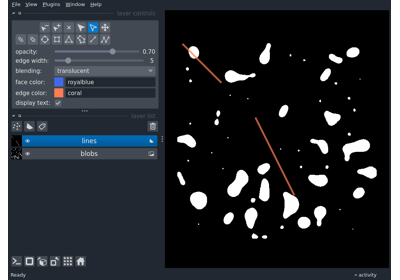 File View Plugins Window Help
layer controls
opacity: 0.70
edge width: 5
blending: translucent
face color: royalblue
edge color: coral
display text:
layer list
lines
blobs
Ready
activity